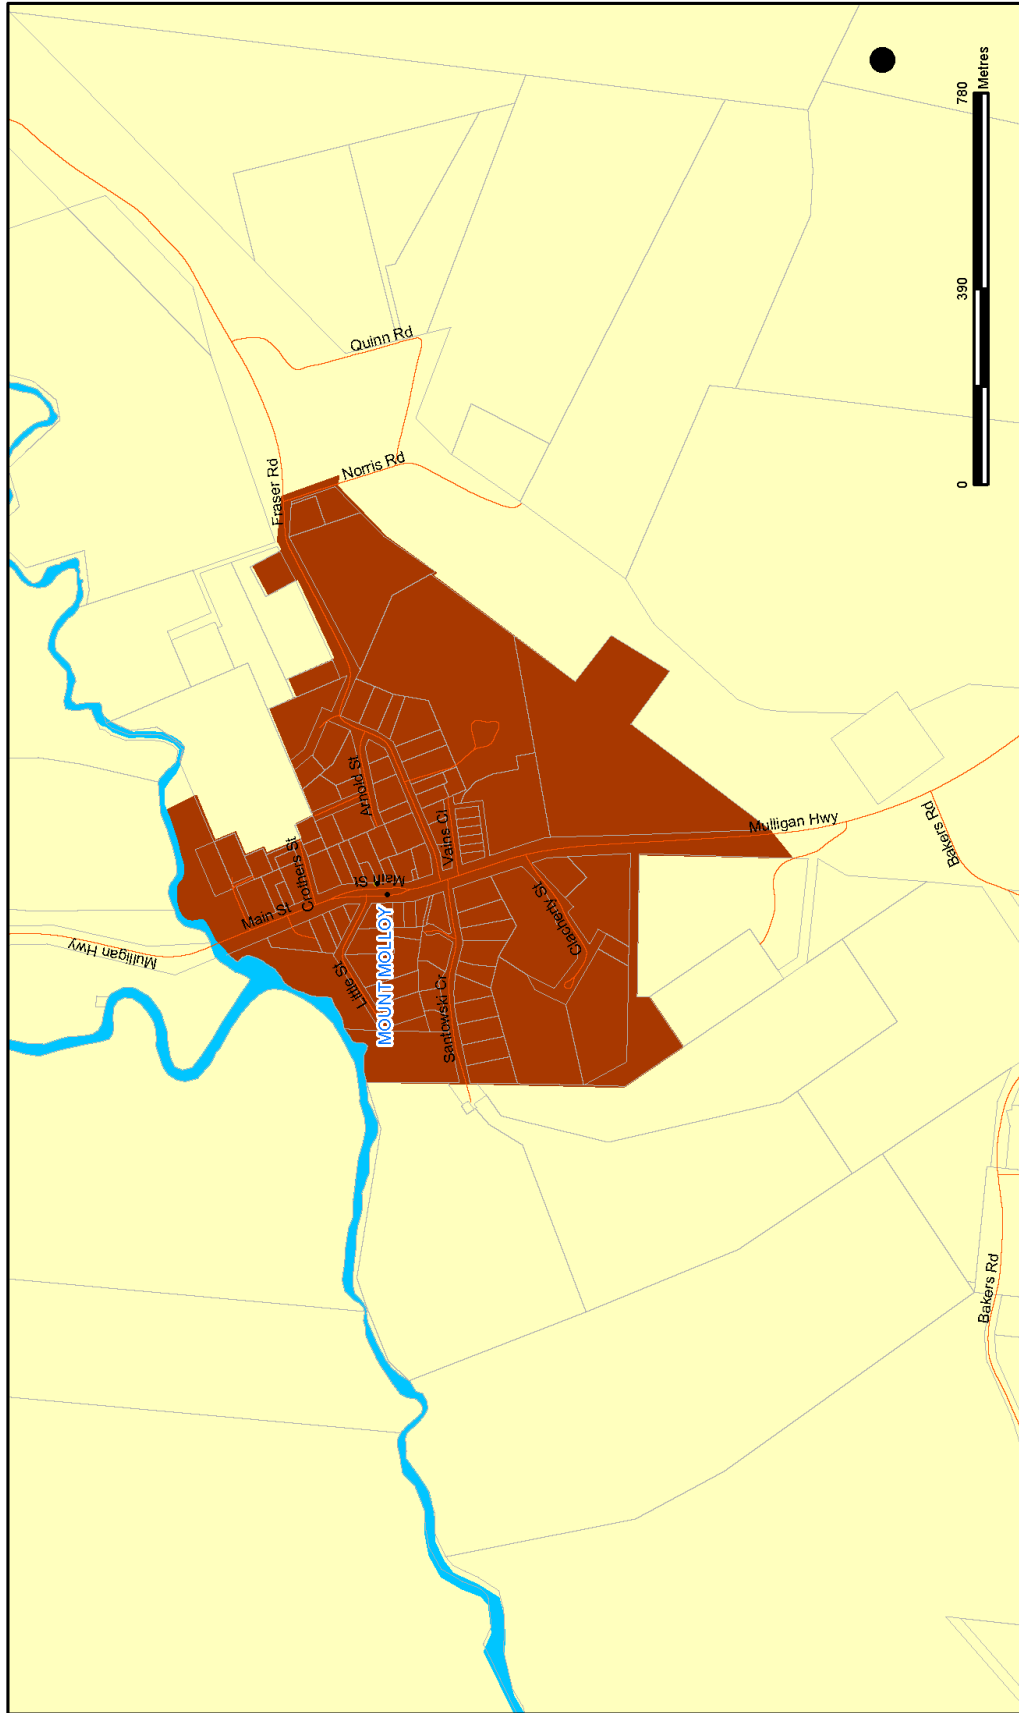 Quinn Rd
Fraser Rd
Norris Rd
Arnold St
Crothers St
Vains Cl
Mulligan Hwy
Main St
Main St
Mulligan Hwy
MOUNT MOLLOY
Little St
Santowski Cr
Clacherty St
Bakers Rd
Bakers Rd
0
390
780
Metres